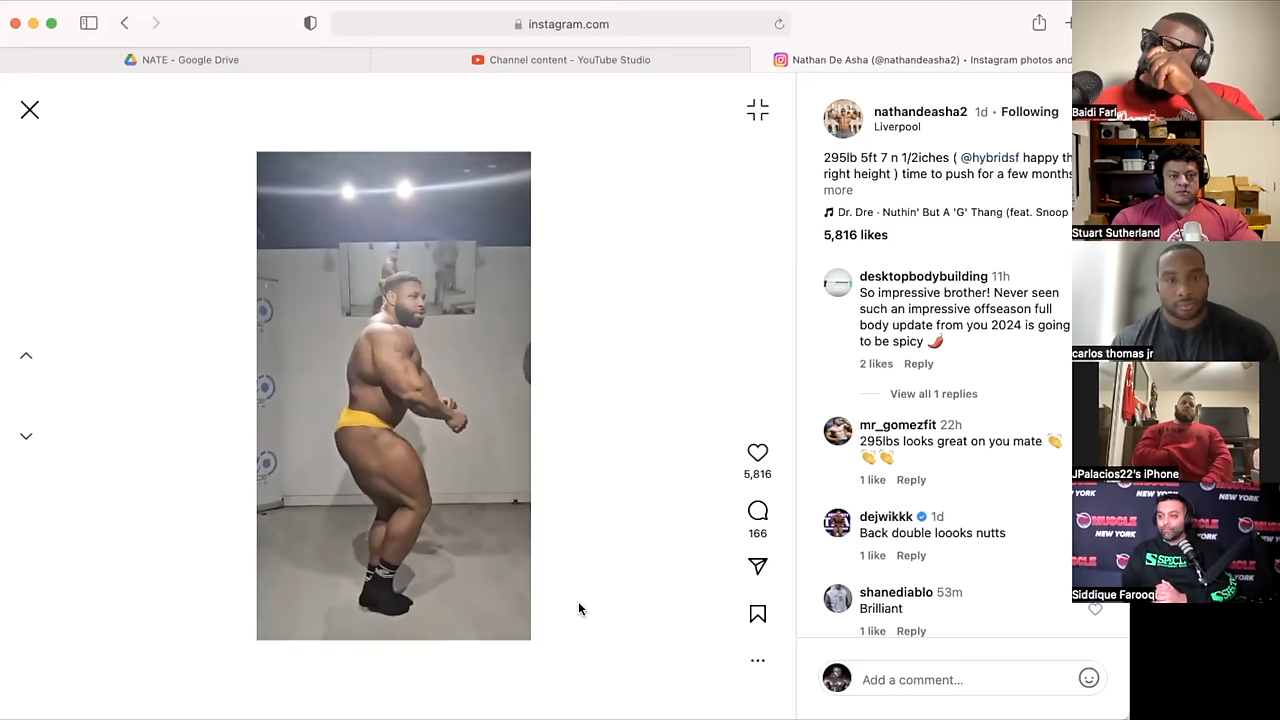 instagram.com
NATE - Google Drive
Channel content - YouTube Studio
Nathan De Asha (@nathandeasha2) • Instagram photos and
nathandeasha2 1d • Following
Liverpool
295lb 5ft 7 n 1/2iches ( @hybridsf happy th
right height ) time to push for a few months
more
Dr. Dre · Nuthin' But A 'G' Thang (feat. Snoop
5,816 likes
desktopbodybuilding 11h
So impressive brother! Never seen
such an impressive offseason full
body update from you 2024 is going
to be spicy 🌶️
2 likes Reply
View all 1 replies
mr_gomezfit 22h
295lbs looks great on you mate 👏
👏👏
1 like Reply
dejwikkk 1d
Back double loooks nutts
1 like Reply
shanediablo 53m
Brilliant
1 like Reply
Add a comment...
5,816
166
Baidi Farl
Stuart Sutherland
carlos thomas jr
JPalacios22's iPhone
MUSCLE
NEW YORK
Siddique Farooqi